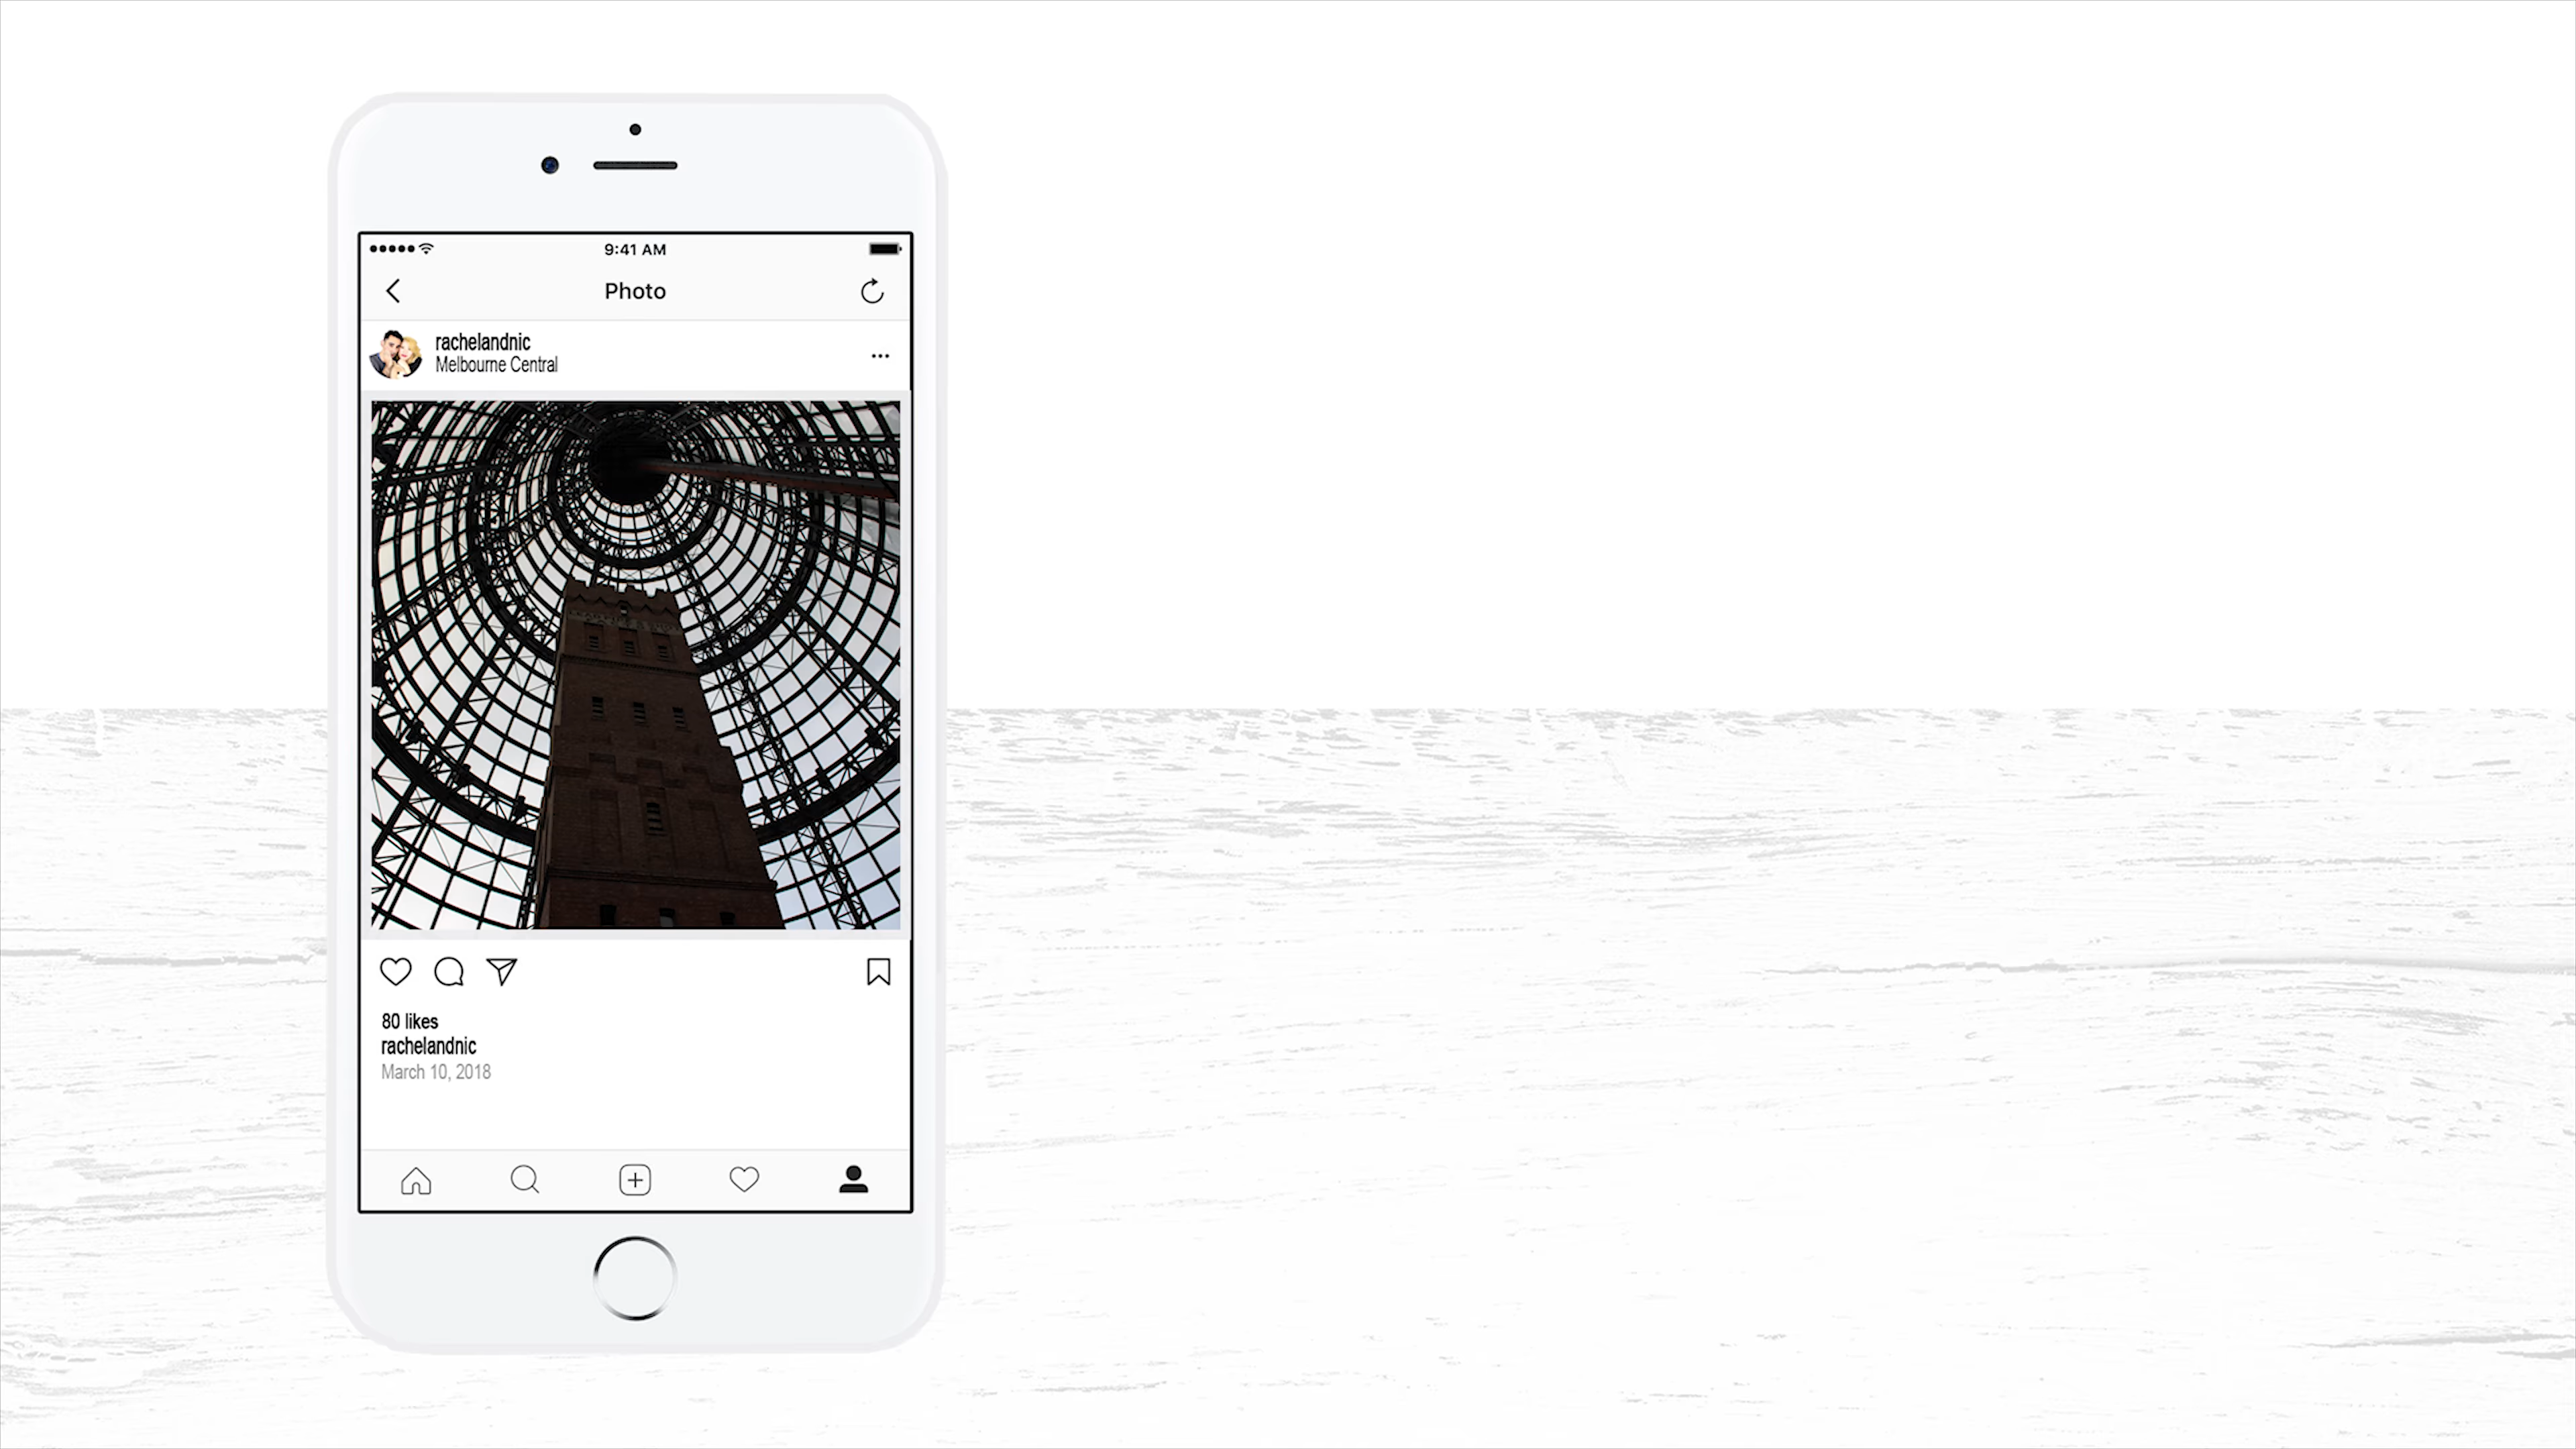 9:41 AM
Photo
rachelandnic
Melbourne Central
80 likes
rachelandnic
March 10, 2018